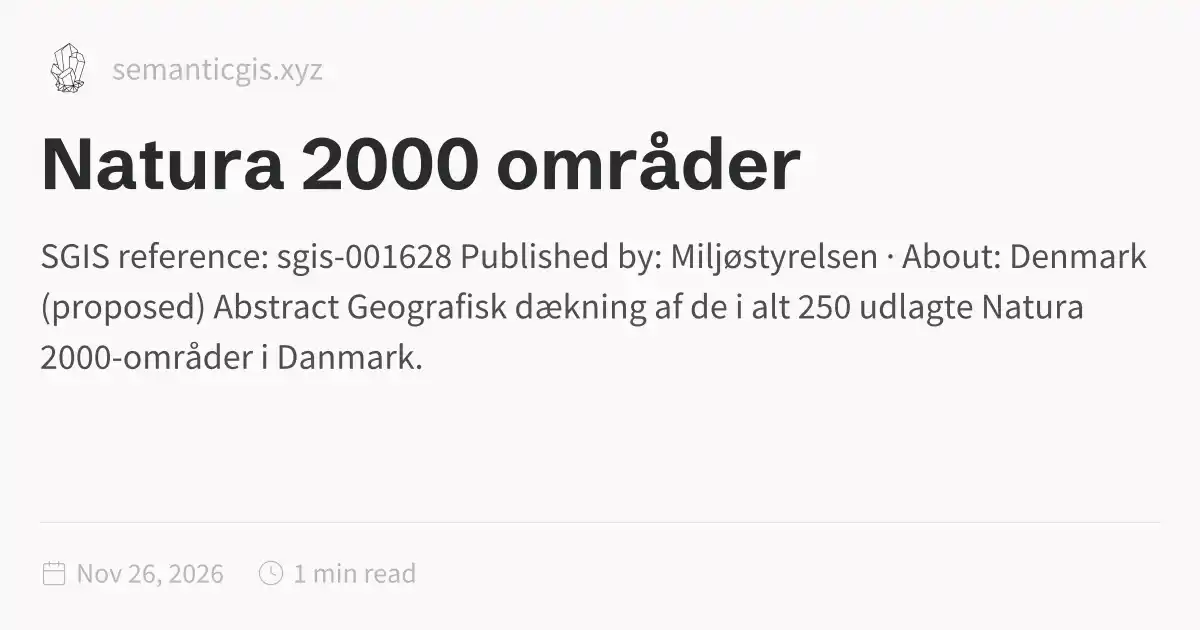 semanticgis.xyz
Natura 2000 områder
SGIS reference: sgis-001628 Published by: Miljøstyrelsen · About: Denmark
(proposed) Abstract Geografisk dækning af de i alt 250 udlagte Natura
2000-områder i Danmark.
Nov 26, 2026 1 min read